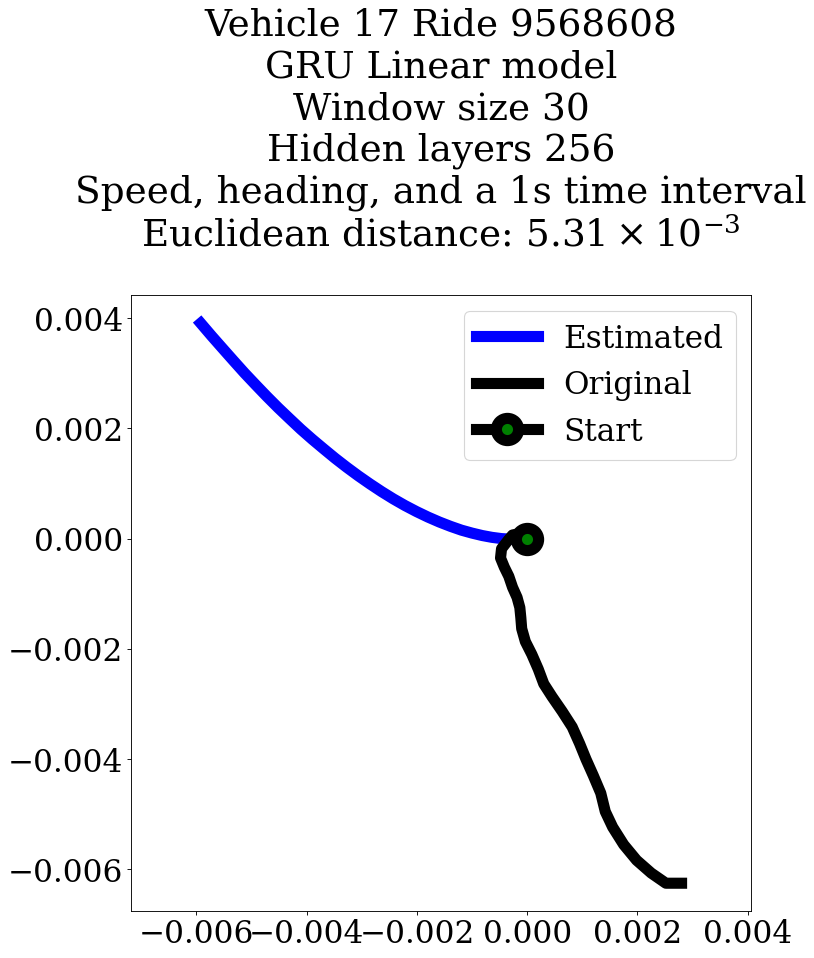 Vehicle 17 Ride 9568608
GRU Linear model
Window size 30
Hidden layers 256
Speed, heading, and a 1s time interval
Euclidean distance: 5.31 × 10⁻³
Estimated
Original
Start
0.004
0.002
0.000
−0.002
−0.004
−0.006
−0.006 −0.004 −0.002 0.000 0.002 0.004